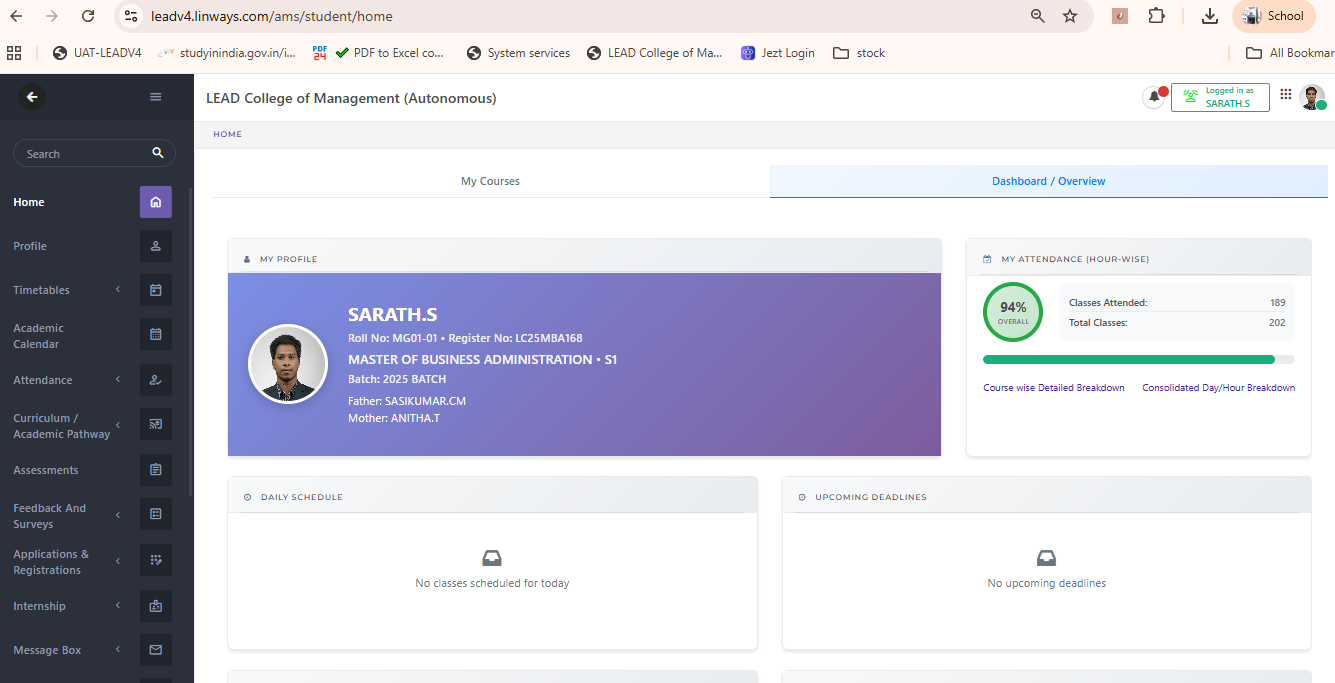 leadv4.linways.com/ams/student/home
School
UAT-LEADV4
studyinindia.gov.in/i...
PDF 24
PDF to Excel co...
System services
LEAD College of Ma...
Jezt Login
stock
All Bookmar
LEAD College of Management (Autonomous)
Logged in as
SARATH.S
HOME
Search
Home
Profile
Timetables
Academic
Calendar
Attendance
Curriculum /
Academic Pathway
Assessments
Feedback And
Surveys
Applications &
Registrations
Internship
Message Box
My Courses
Dashboard / Overview
MY PROFILE
SARATH.S
Roll No: MG01-01 • Register No: LC25MBA168
MASTER OF BUSINESS ADMINISTRATION • S1
Batch: 2025 BATCH
Father: SASIKUMAR.CM
Mother: ANITHA.T
MY ATTENDANCE (HOUR-WISE)
94%
OVERALL
Classes Attended: 189
Total Classes: 202
Course wise Detailed Breakdown
Consolidated Day/Hour Breakdown
DAILY SCHEDULE
No classes scheduled for today
UPCOMING DEADLINES
No upcoming deadlines